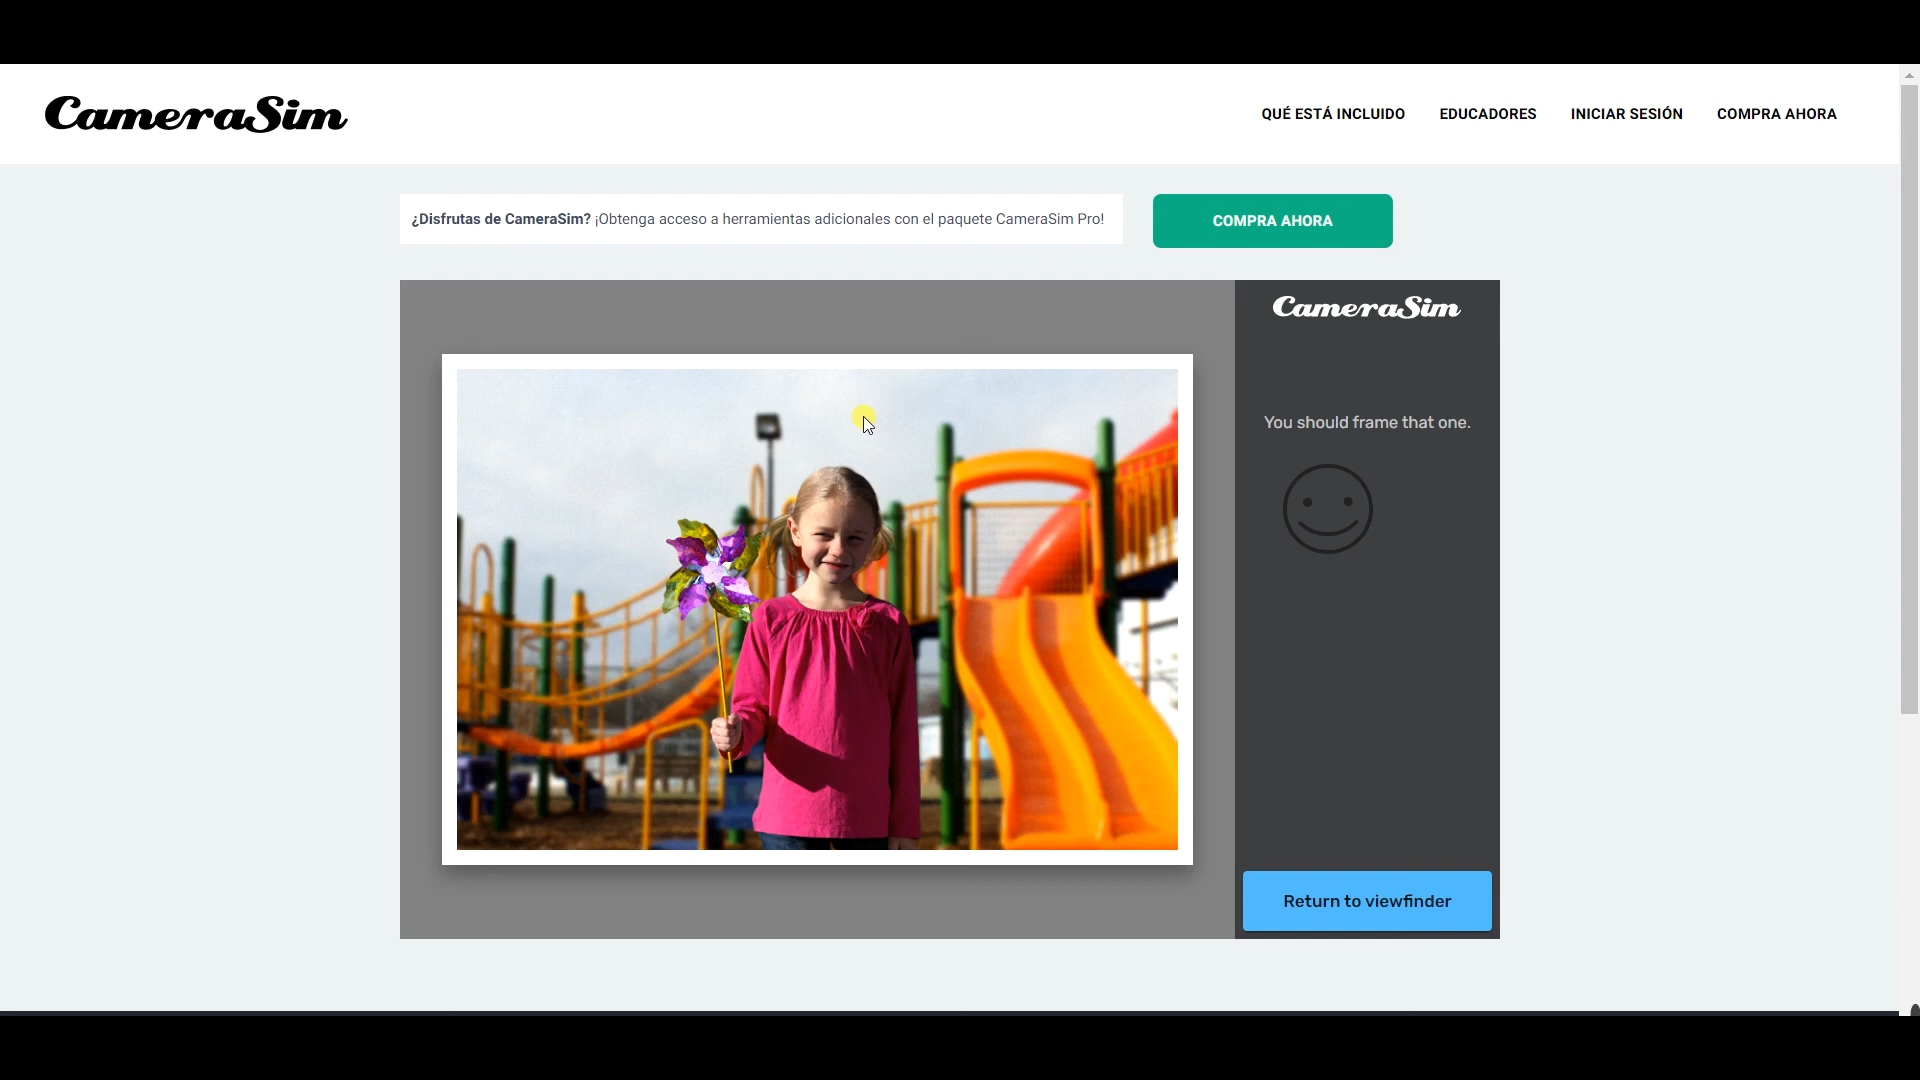 CameraSim
QUÉ ESTÁ INCLUIDO
EDUCADORES
INICIAR SESIÓN
COMPRA AHORA
¿Disfrutas de CameraSim? ¡Obtenga acceso a herramientas adicionales con el paquete CameraSim Pro!
COMPRA AHORA
CameraSim
You should frame that one.
Return to viewfinder